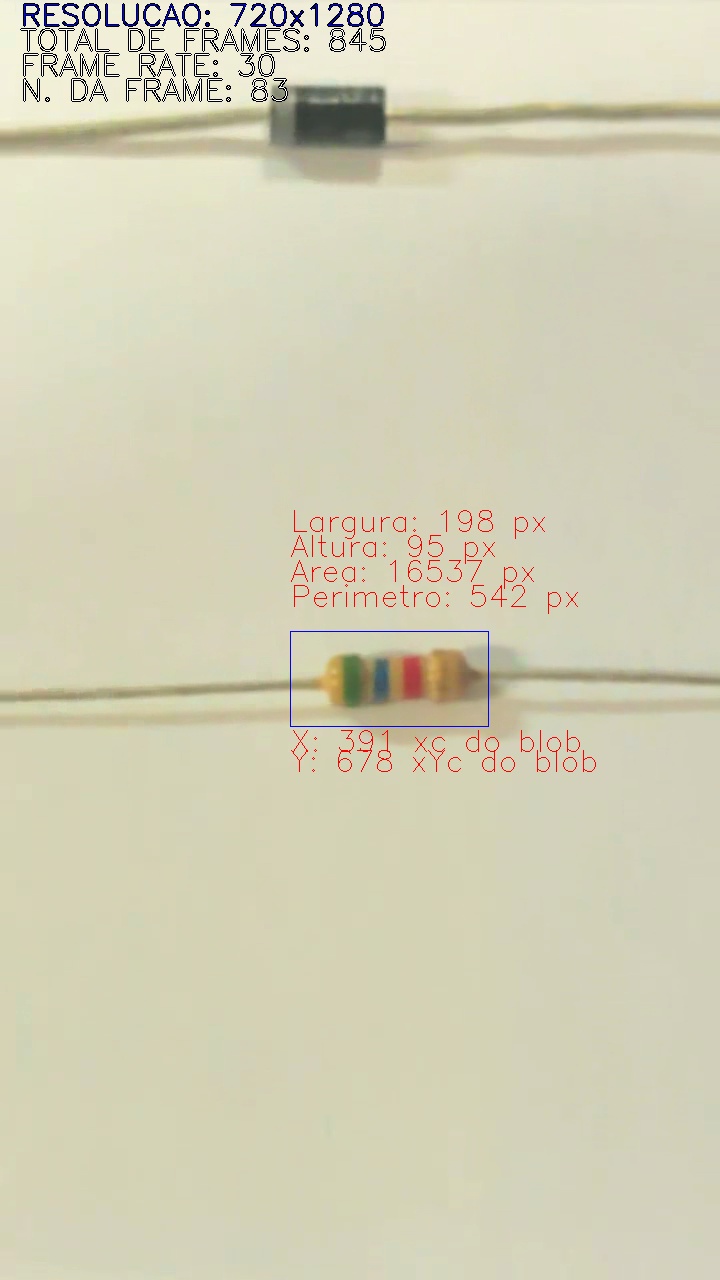 RESOLUCAO: 720x1280
TOTAL DE FRAMES: 845
FRAME RATE: 30
N. DA FRAME: 83
Largura: 198 px
Altura: 95 px
Area: 16537 px
Perimetro: 542 px
X: 391 xc do blob
Y: 678 xYc do blob